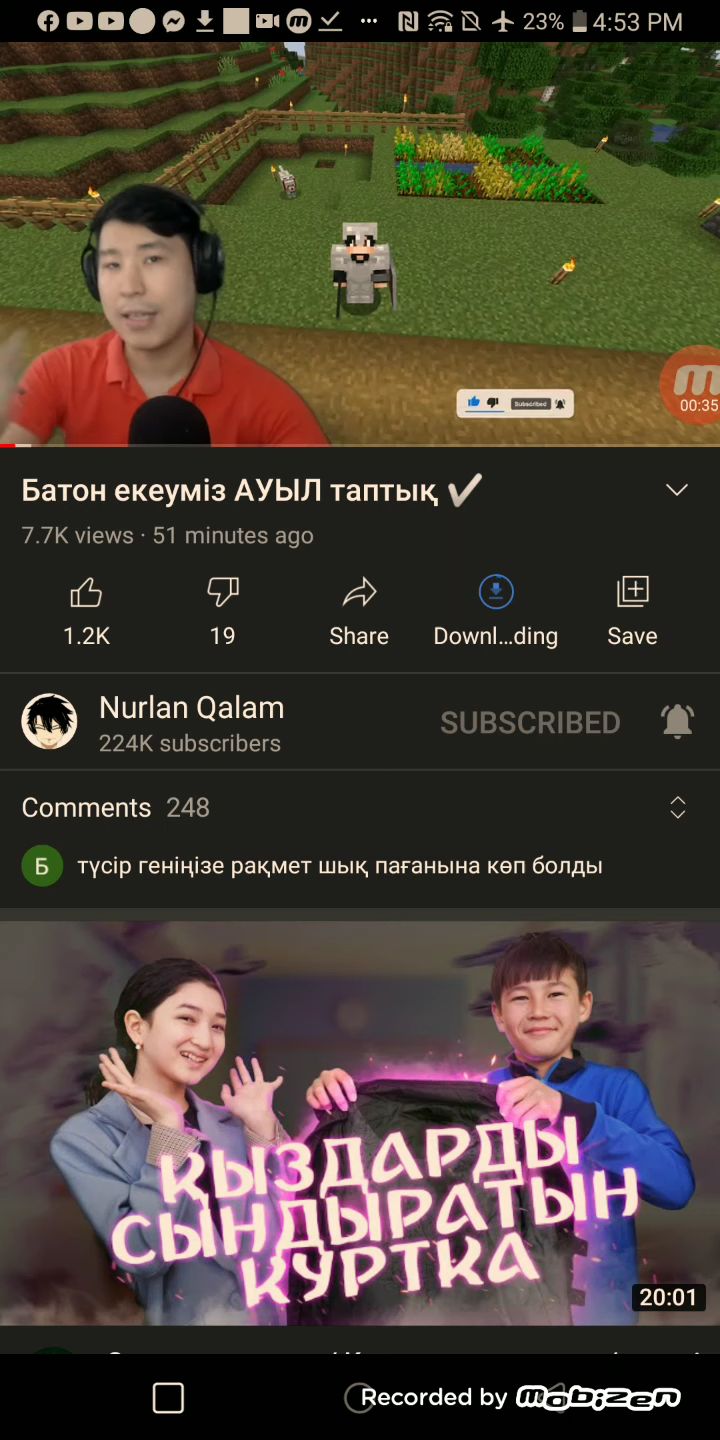 23% 4:53 PM
Subscribed
00:35
Батон екеуміз АУЫЛ таптық ✔
7.7K views · 51 minutes ago
1.2K 19 Share Downl...ding Save
Nurlan Qalam
224K subscribers
SUBSCRIBED
Comments 248
Б түсір геніңізе рақмет шық пағанына көп болды
ҚЫЗДАРДЫ
СЫНДЫРАТЫН
КУРТКА
20:01
Recorded by Mobizen